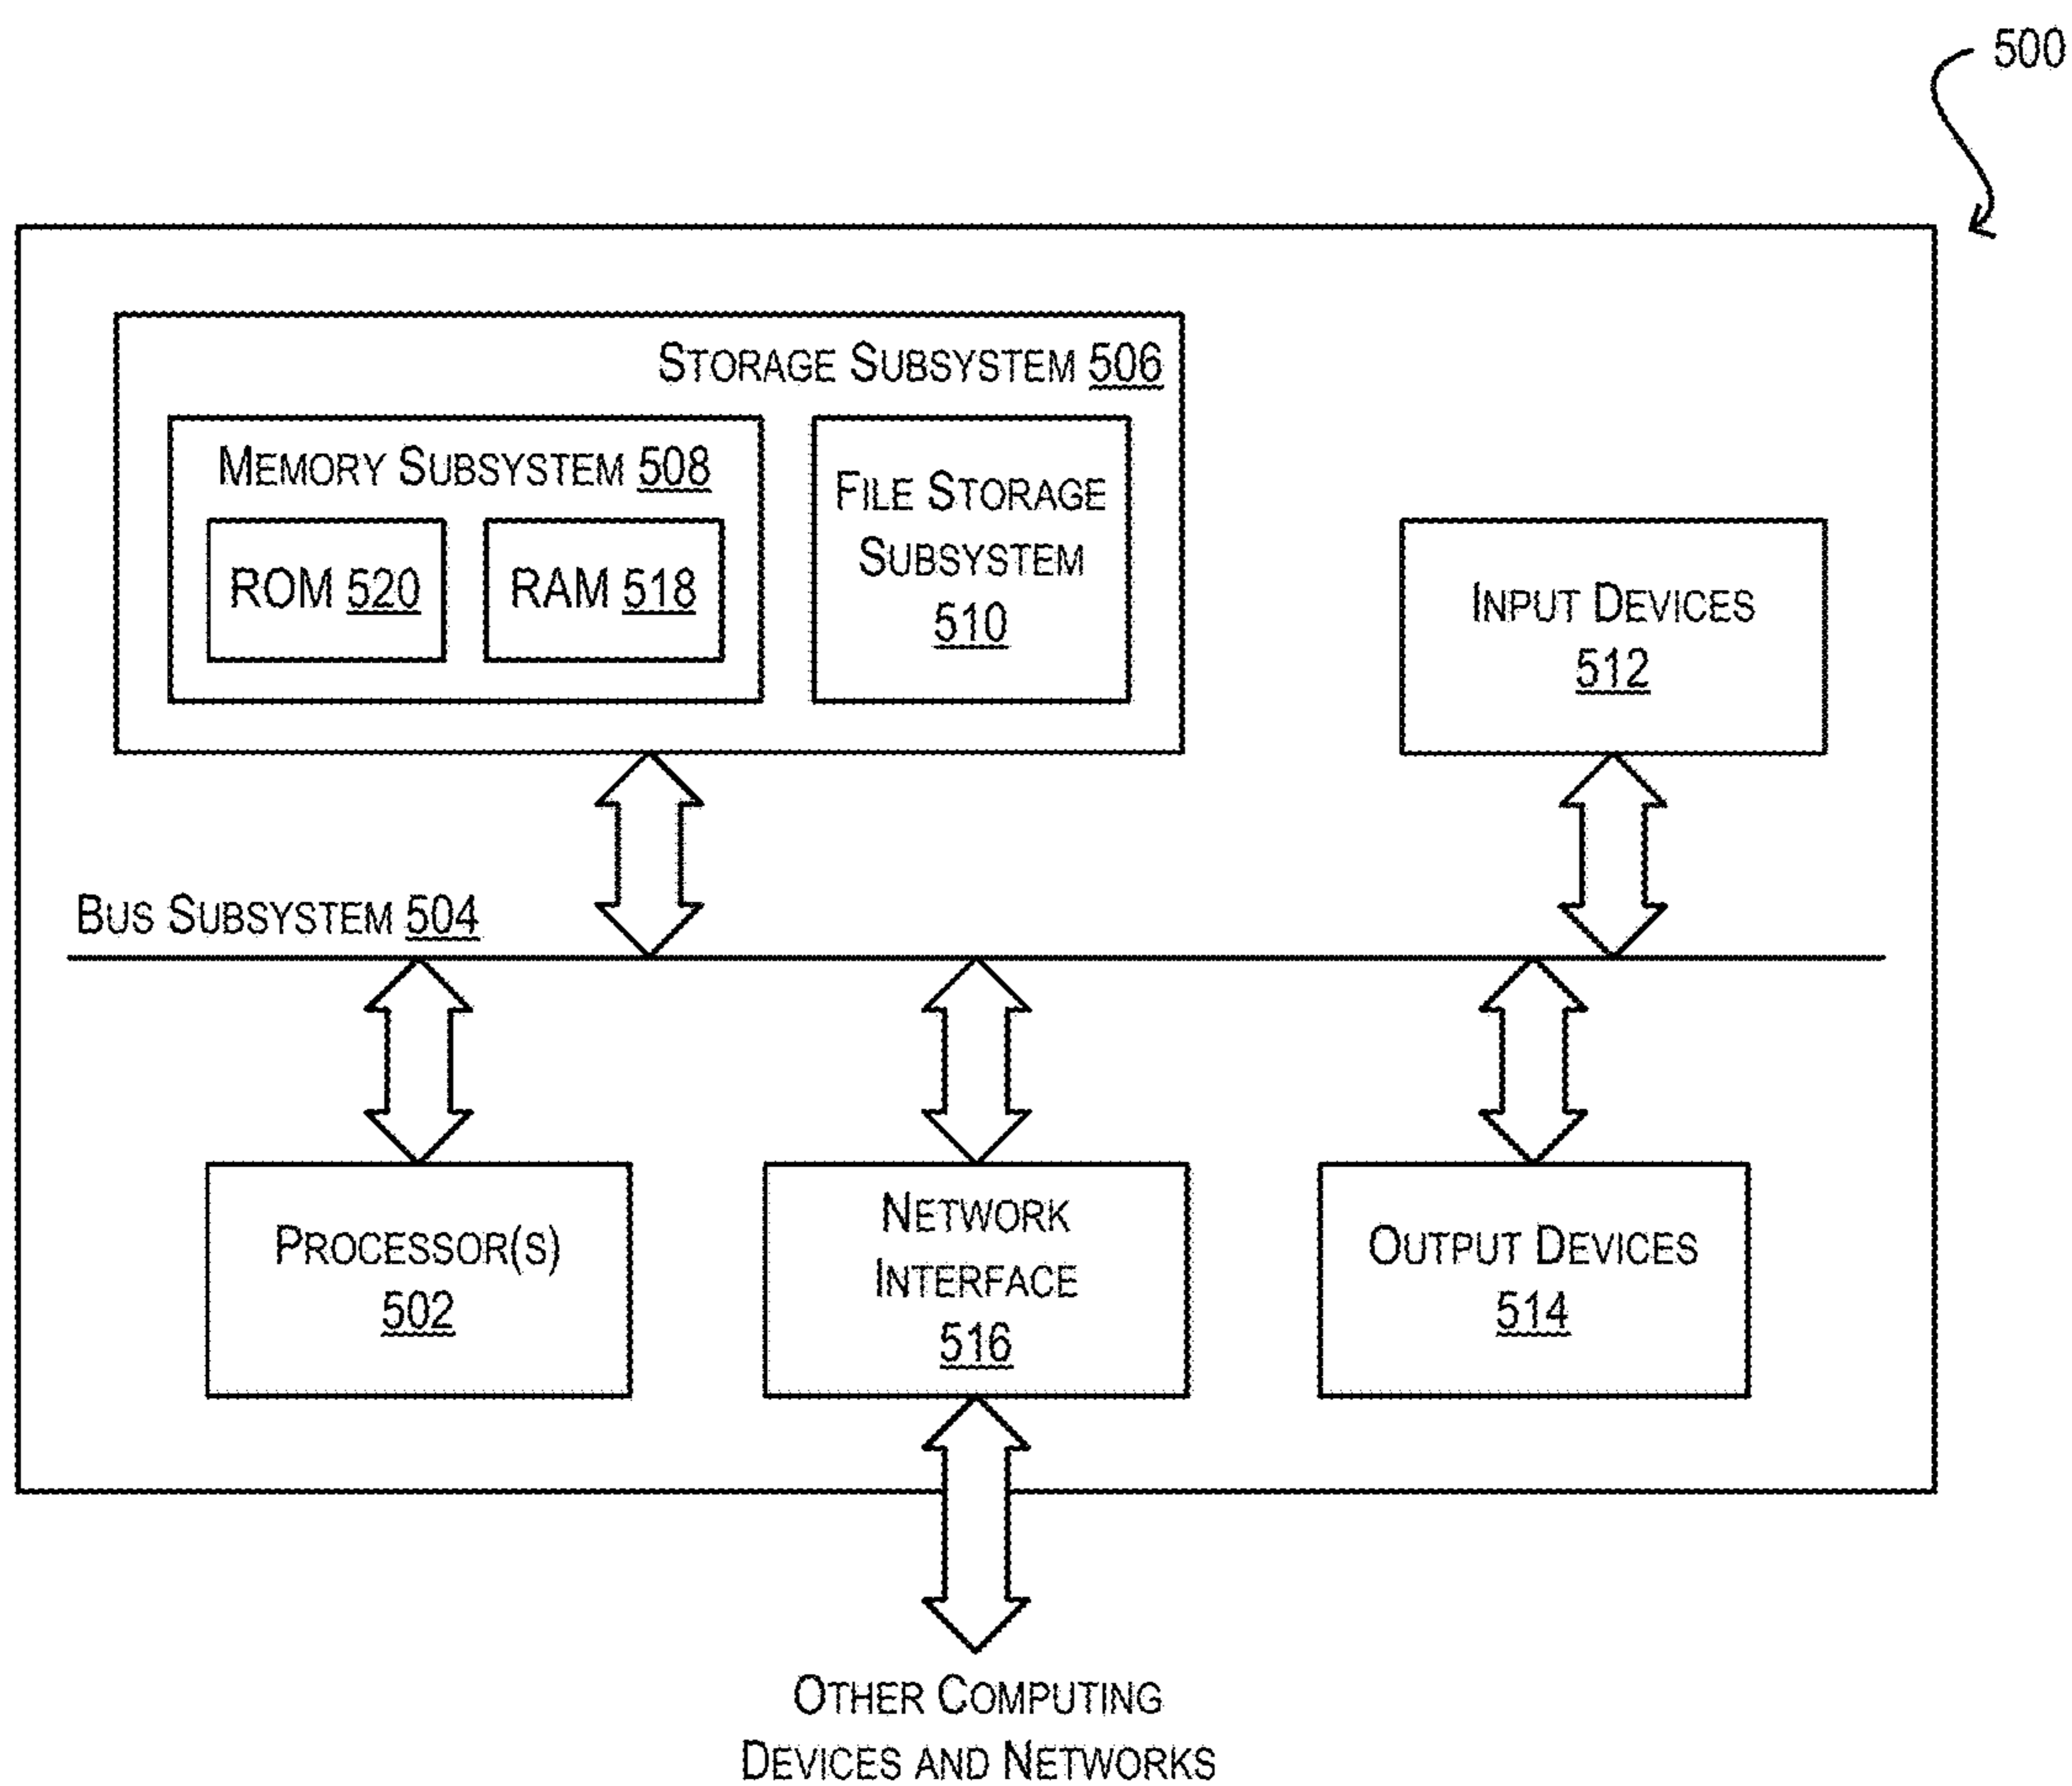 500
STORAGE SUBSYSTEM 506
MEMORY SUBSYSTEM 508
ROM 520
RAM 518
FILE STORAGE
SUBSYSTEM
510
INPUT DEVICES
512
BUS SUBSYSTEM 504
PROCESSOR(S)
502
NETWORK
INTERFACE
516
OUTPUT DEVICES
514
OTHER COMPUTING
DEVICES AND NETWORKS